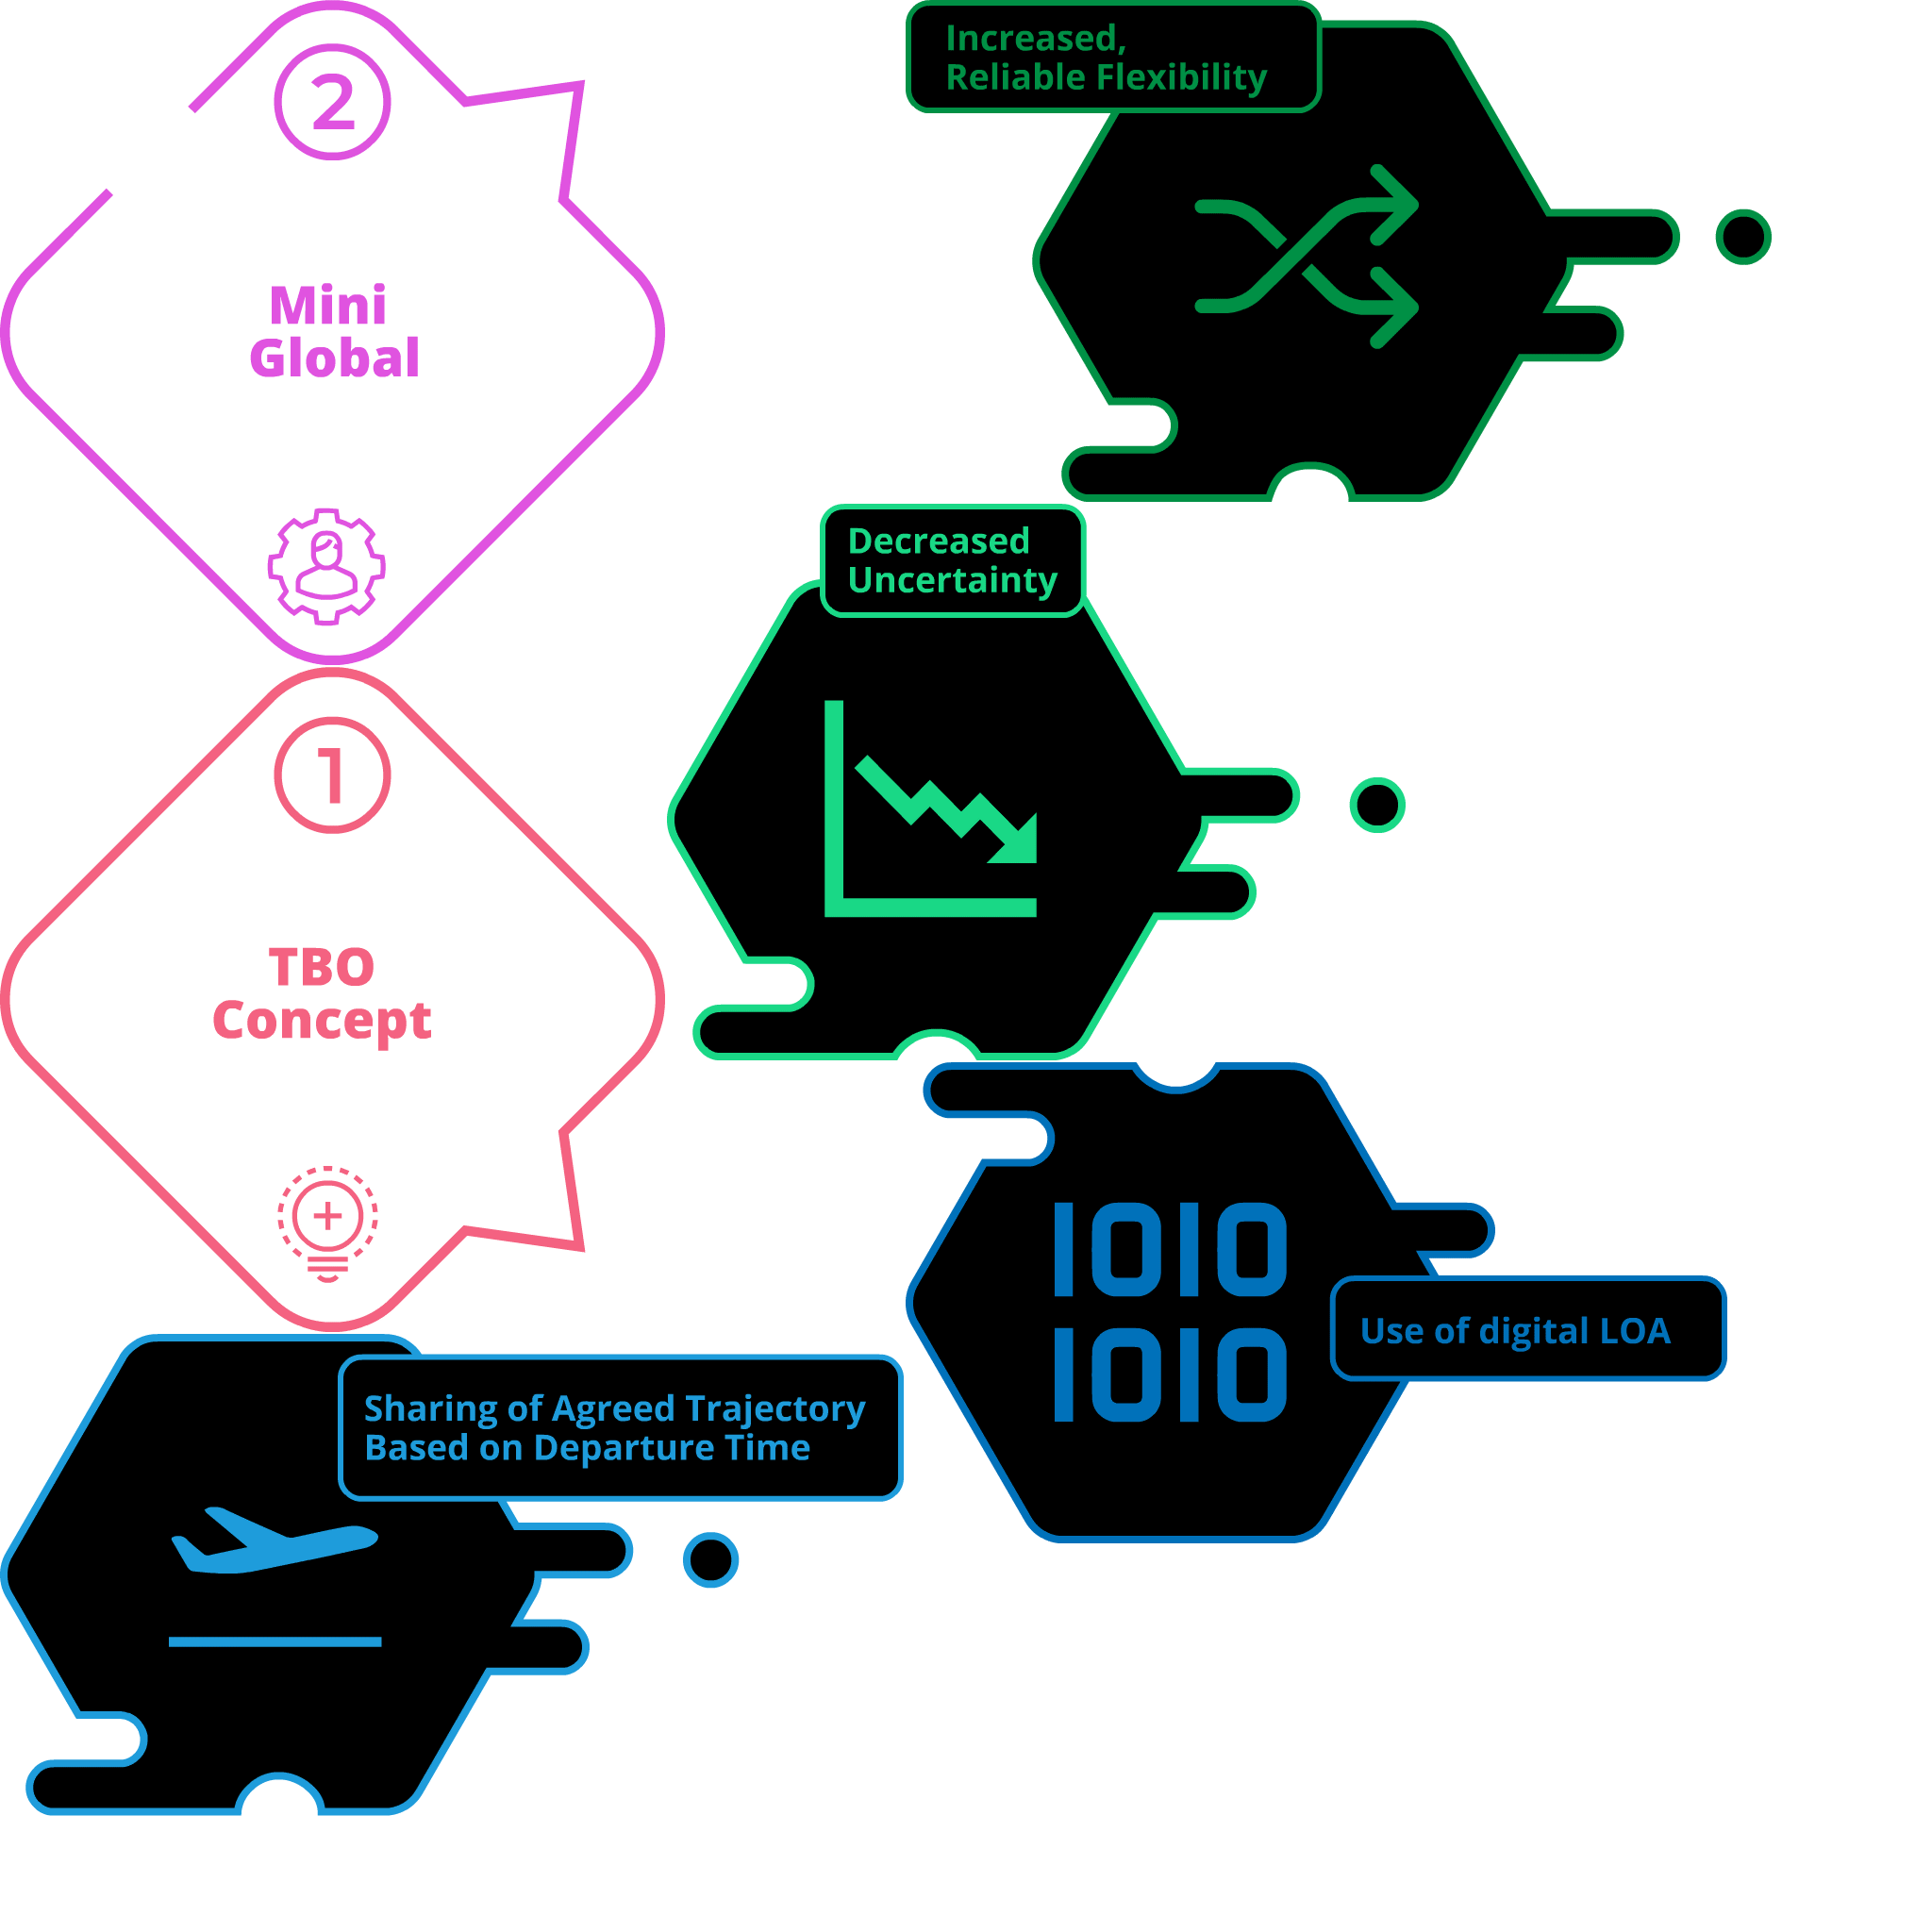 2
Mini
Global
Increased,
Reliable Flexibility
Decreased
Uncertainty
1
TBO
Concept
1010
1010
Use of digital LOA
Sharing of Agreed Trajectory
Based on Departure Time